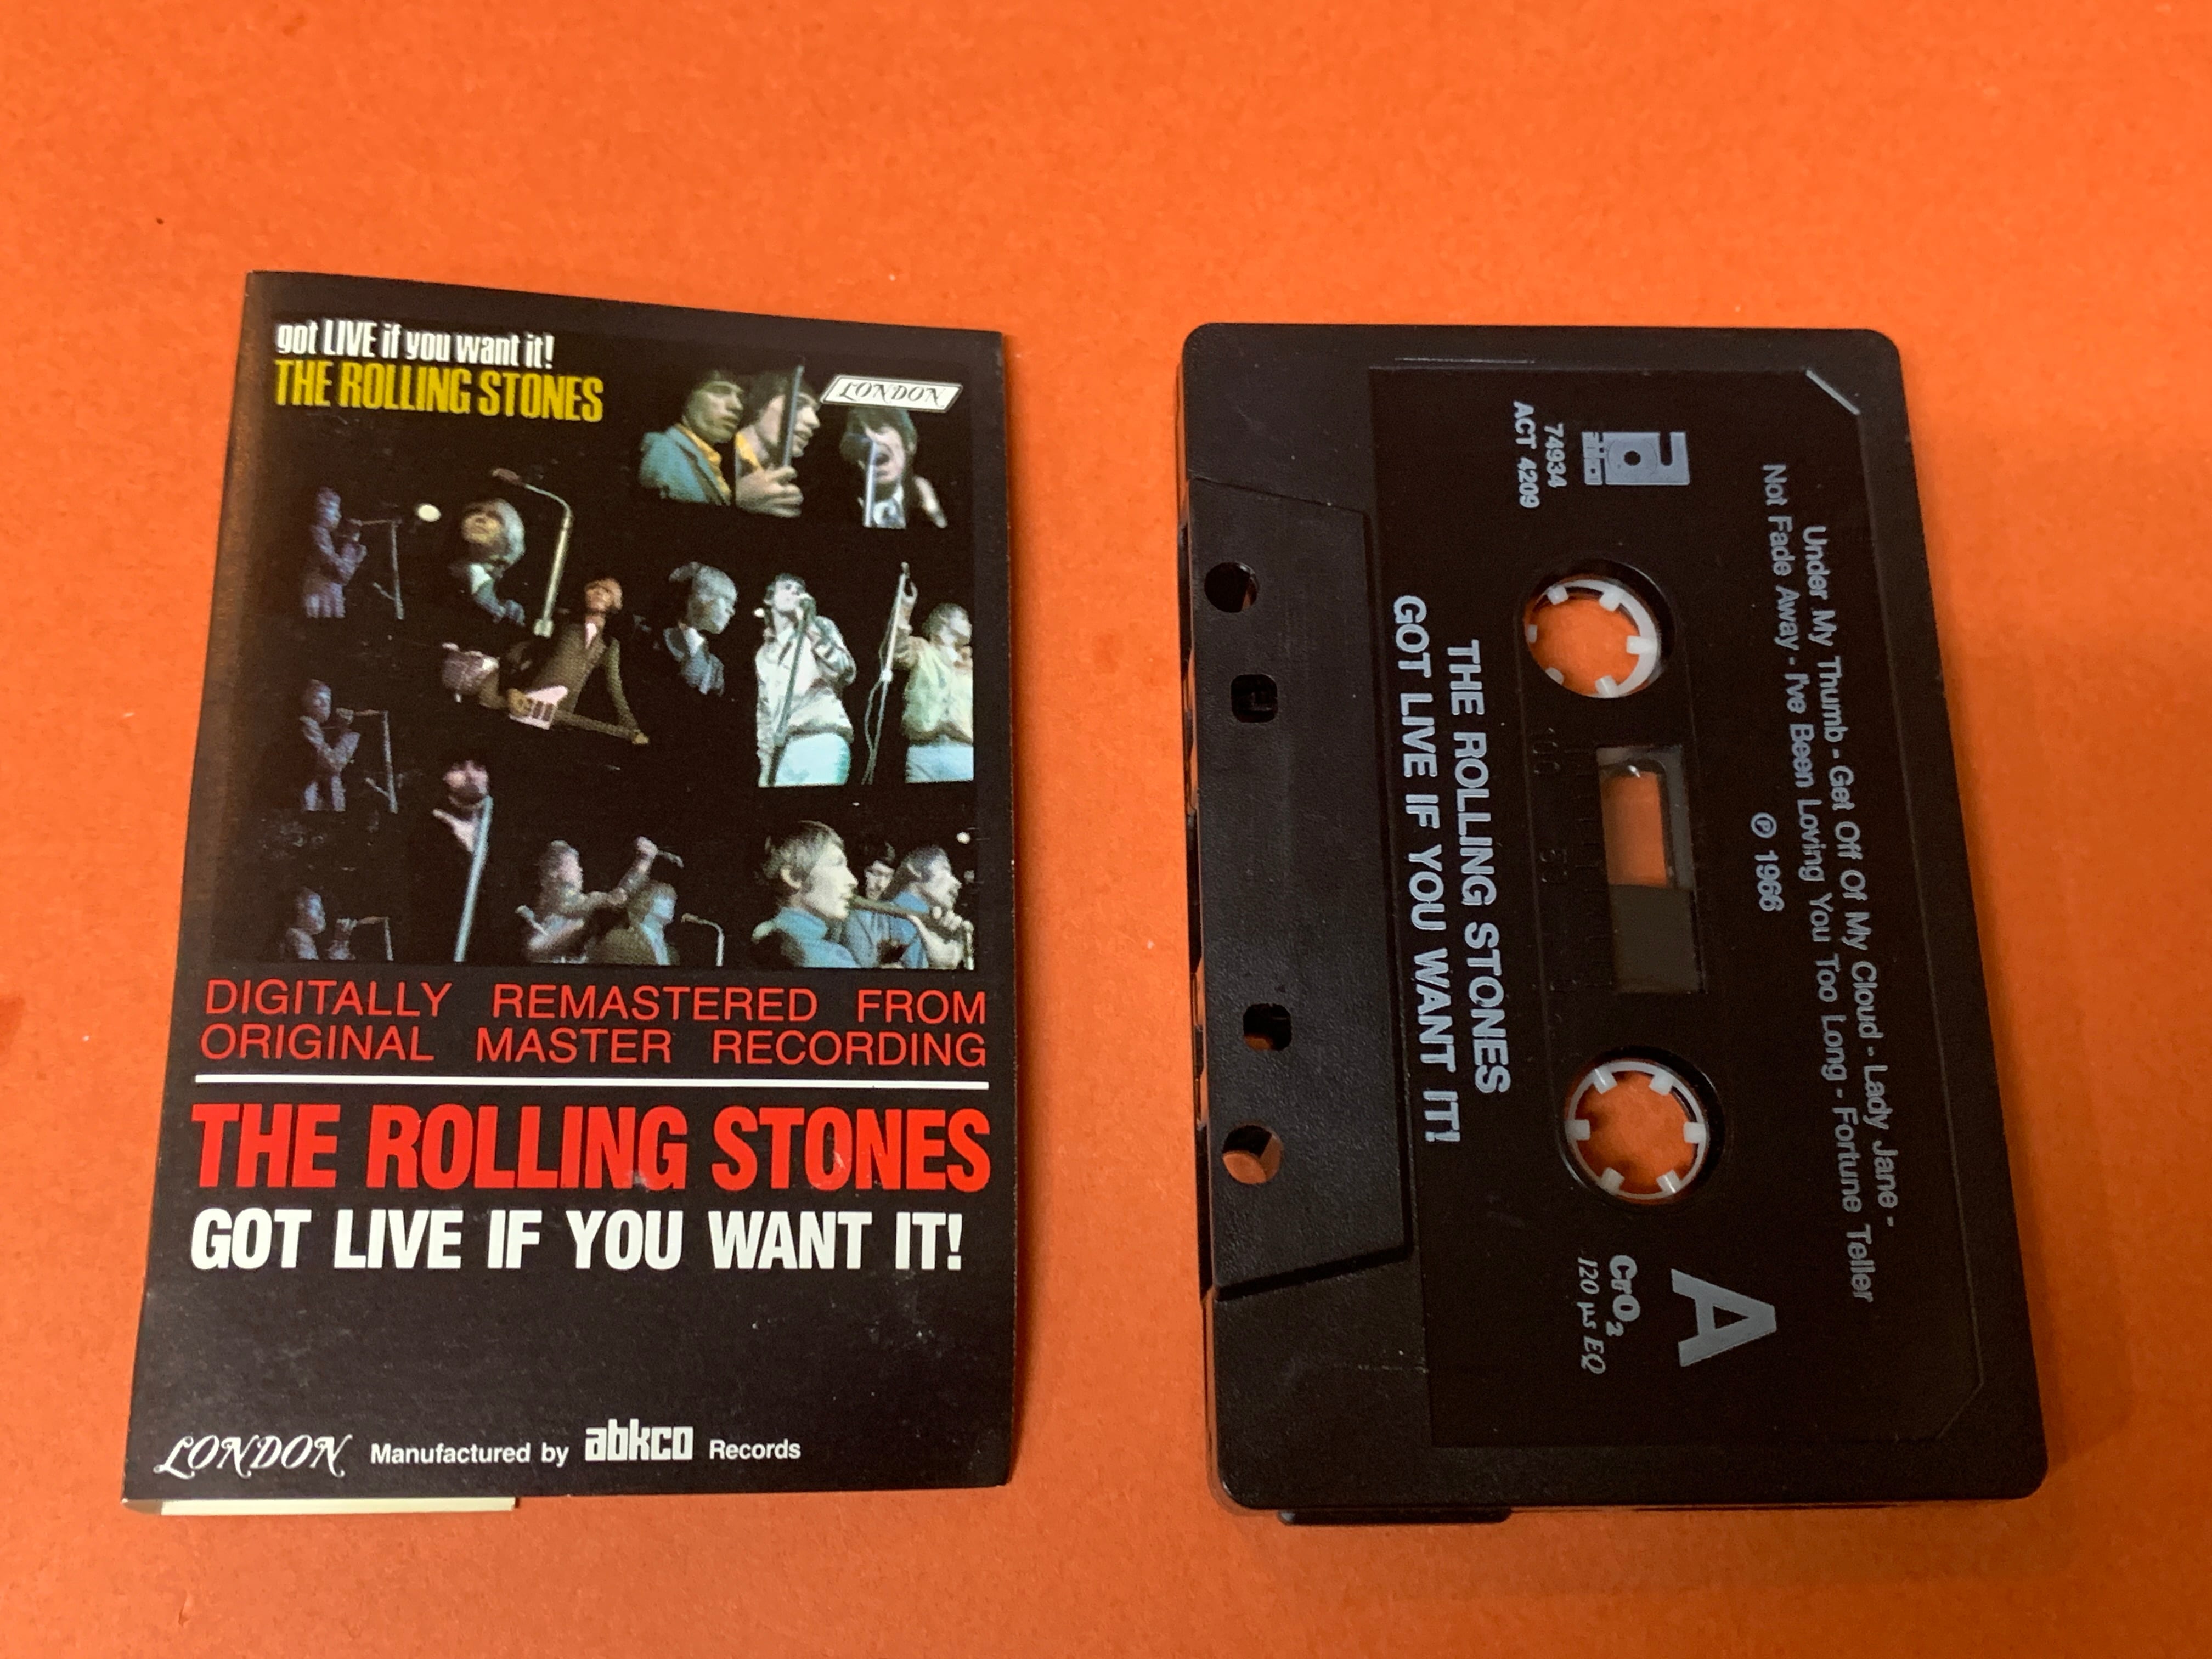 got LIVE if you want it!
THE ROLLING STONES
LONDON
DIGITALLY REMASTERED FROM
ORIGINAL MASTER RECORDING
THE ROLLING STONES
GOT LIVE IF YOU WANT IT!
LONDON Manufactured by abkco Records
Under My Thumb - Get Off Of My Cloud - Lady Jane -
Not Fade Away - I've Been Loving You Too Long - Fortune Teller
℗ 1966
a
abkco
74934
ACT 4209
A
CrO₂
120 µs EQ
100 50
THE ROLLING STONES
GOT LIVE IF YOU WANT IT!